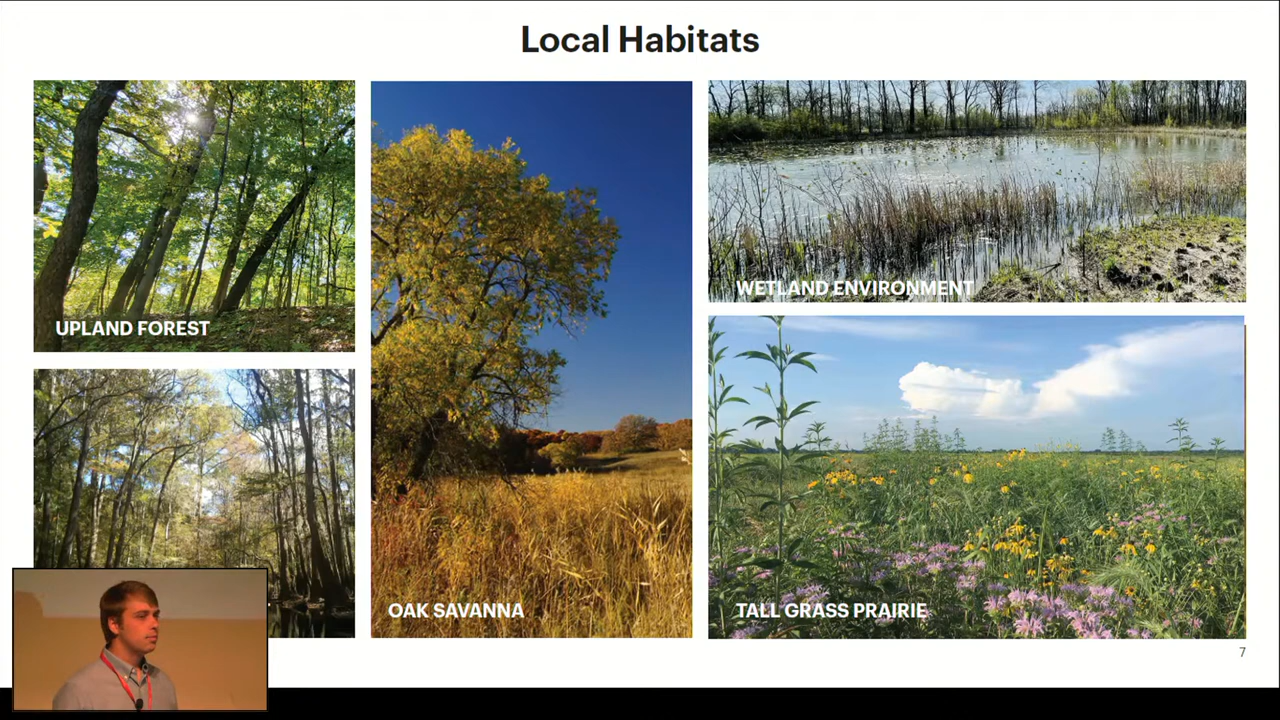 Local Habitats
UPLAND FOREST
OAK SAVANNA
WETLAND ENVIRONMENT
TALL GRASS PRAIRIE
7